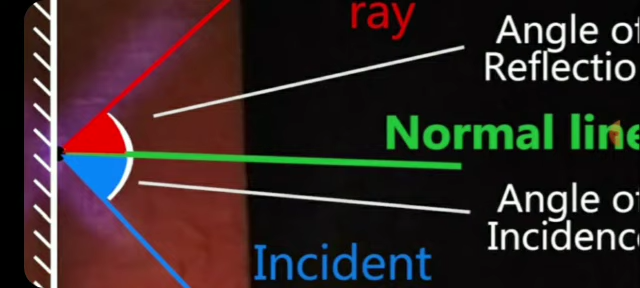 ray
Angle of
Reflectio
Normal line
Angle of
Incidenc
Incident